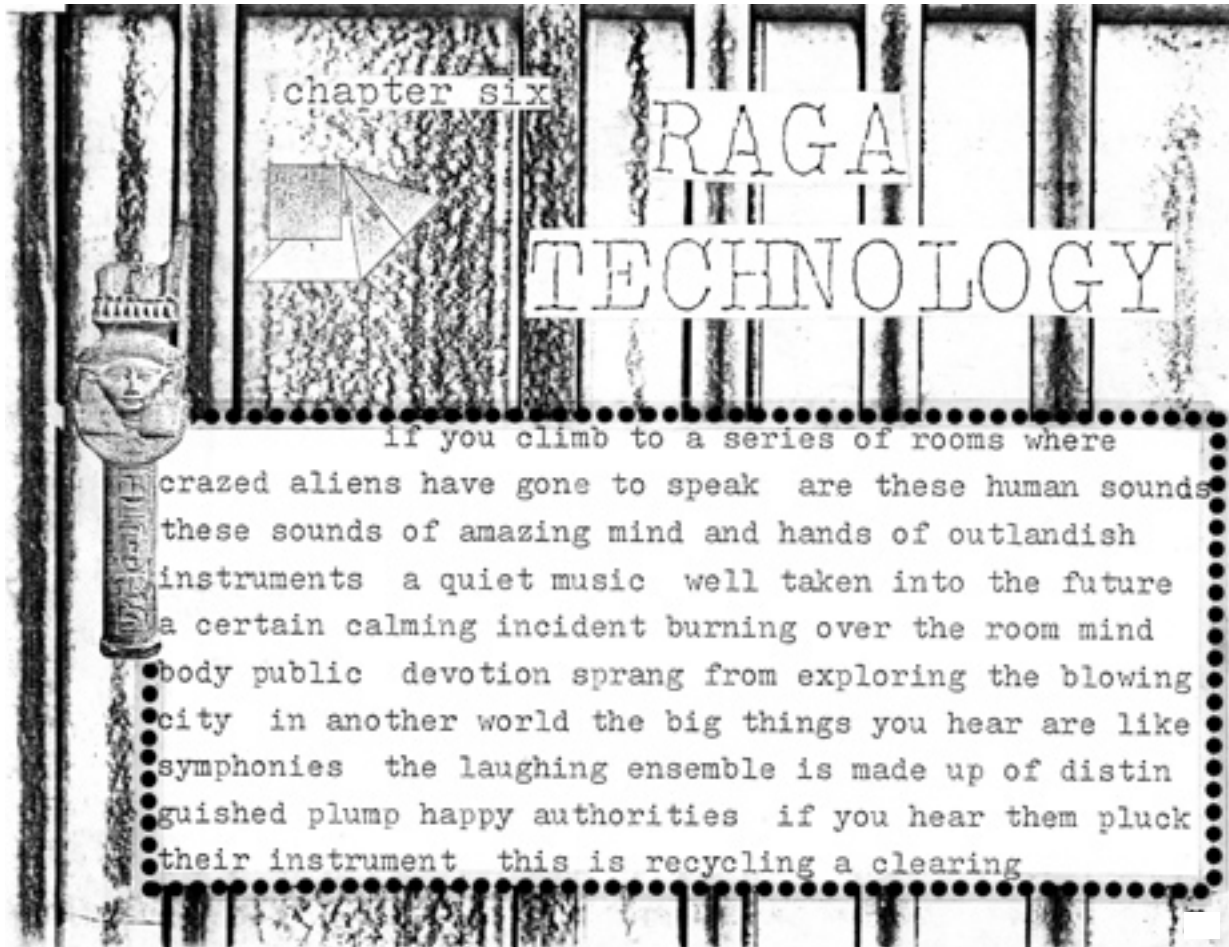 chapter six
RAGA
TECHNOLOGY
if you climb to a series of rooms where
crazed aliens have gone to speak  are these human sounds
these sounds of amazing mind and hands of outlandish
instruments  a quiet music  well taken into the future
a certain calming incident burning over the room mind
body public  devotion sprang from exploring the blowing
city  in another world the big things you hear are like
symphonies  the laughing ensemble is made up of distin
guished plump happy authorities  if you hear them pluck
their instrument  this is recycling a clearing